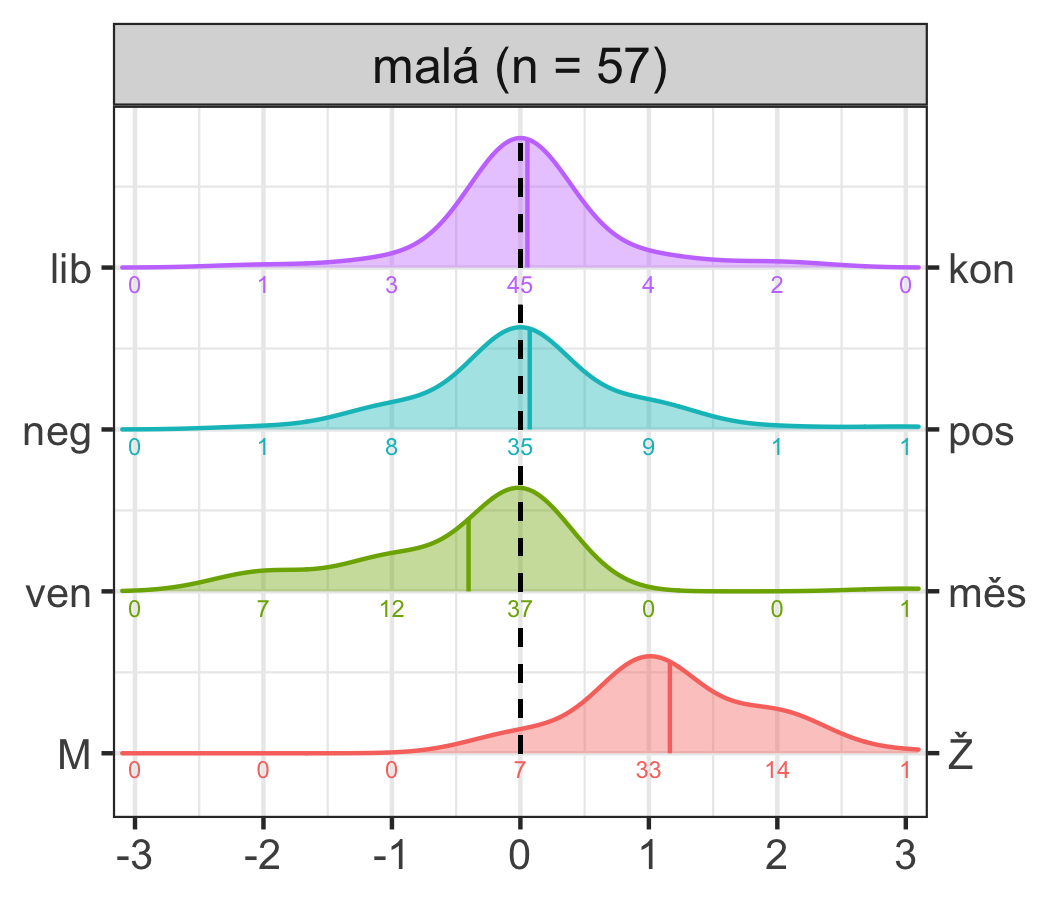 malá (n = 57)
lib kon
0 1 3 45 4 2 0
neg pos
0 1 8 35 9 1 1
ven měs
0 7 12 37 0 0 1
M Ž
0 0 0 7 33 14 1
-3 -2 -1 0 1 2 3